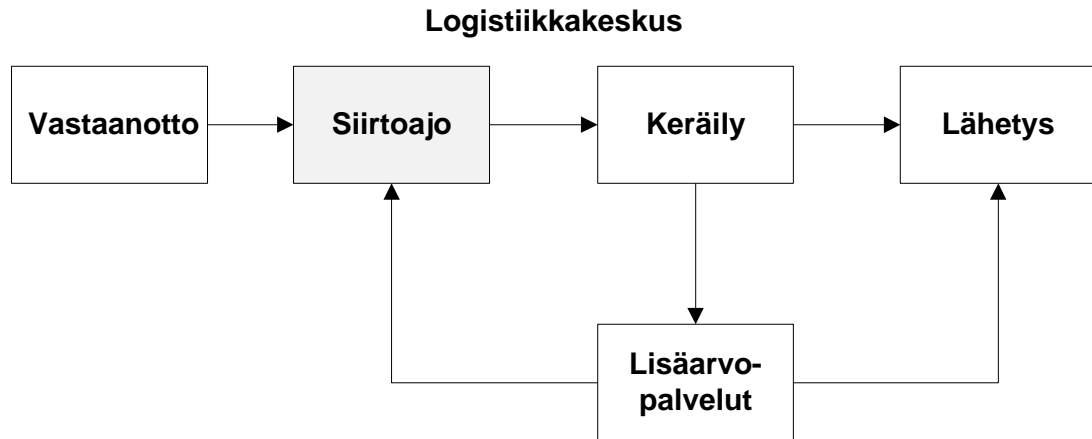 Logistiikkakeskus
Vastaanotto
Siirtoajo
Keräily
Lähetys
Lisäarvo-
palvelut